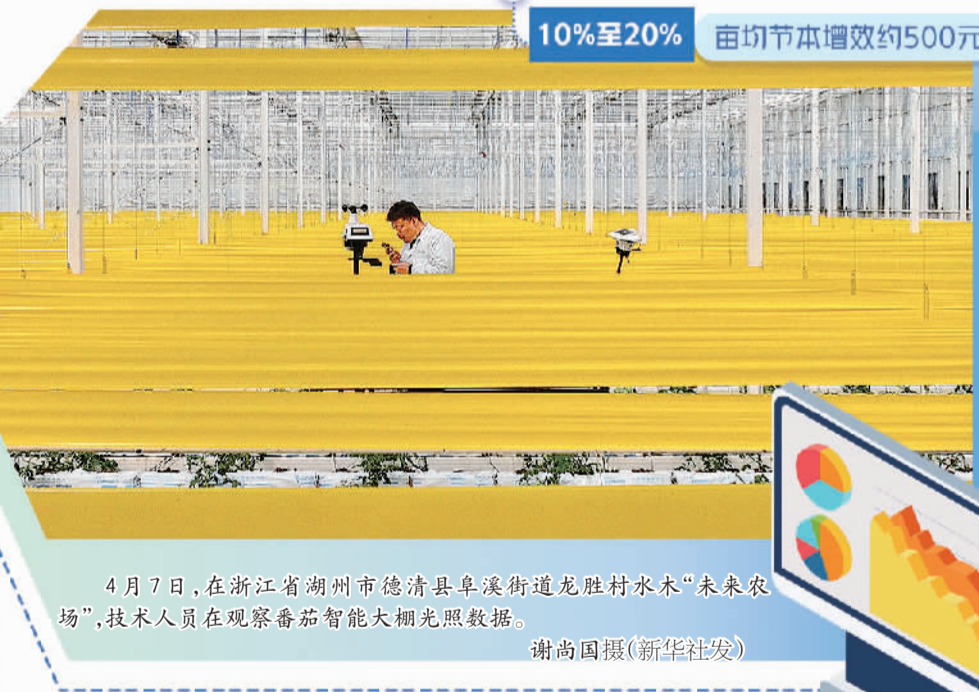 10%至20%
亩均节本增效约500元
4月7日,在浙江省湖州市德清县阜溪街道龙胜村水木“未来农
场”,技术人员在观察番茄智能大棚光照数据。
谢尚国摄(新华社发)